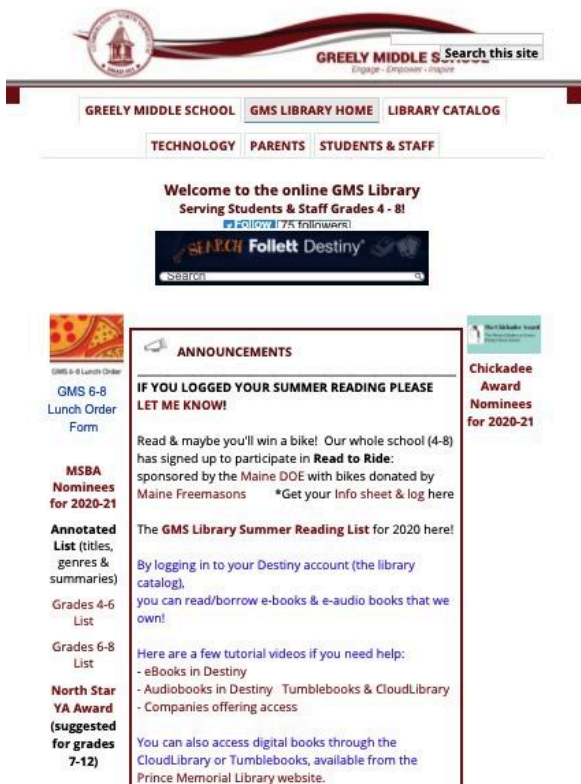 GREELY MIDDLE
Search this site
Engage - Empower - Inspire
GREELY MIDDLE SCHOOL
GMS LIBRARY HOME
LIBRARY CATALOG
TECHNOLOGY
PARENTS
STUDENTS & STAFF
Welcome to the online GMS Library
Serving Students & Staff Grades 4 - 8!
Follow 75 followers
SEARCH Follett Destiny
Search
GMS 6-8 Lunch Order
GMS 6-8
Lunch Order
Form
MSBA
Nominees
for 2020-21
Annotated
List (titles,
genres &
summaries)
Grades 4-6
List
Grades 6-8
List
North Star
YA Award
(suggested
for grades
7-12)
ANNOUNCEMENTS
IF YOU LOGGED YOUR SUMMER READING PLEASE
LET ME KNOW!
Read & maybe you'll win a bike! Our whole school (4-8)
has signed up to participate in Read to Ride:
sponsored by the Maine DOE with bikes donated by
Maine Freemasons *Get your Info sheet & log here
The GMS Library Summer Reading List for 2020 here!
By logging in to your Destiny account (the library
catalog),
you can read/borrow e-books & e-audio books that we
own!
Here are a few tutorial videos if you need help:
- eBooks in Destiny
- Audiobooks in Destiny Tumblebooks & CloudLibrary
- Companies offering access
You can also access digital books through the
CloudLibrary or Tumblebooks, available from the
Prince Memorial Library website.
The Chickadee Award
Chickadee
Award
Nominees
for 2020-21